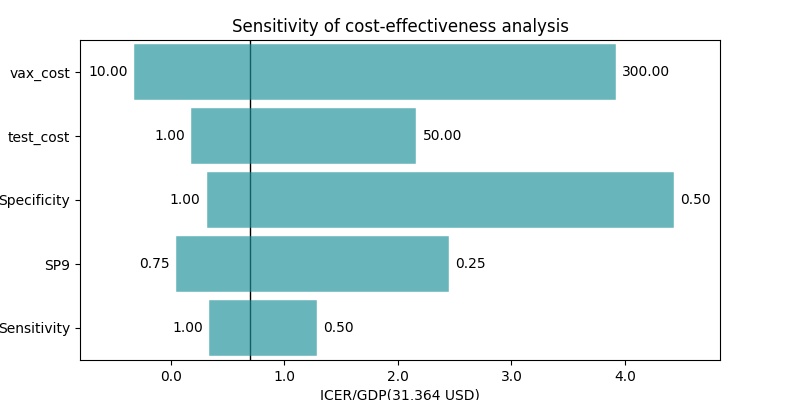 Sensitivity of cost-effectiveness analysis
vax_cost 10.00 300.00
test_cost 1.00 50.00
Specificity 1.00 0.50
SP9 0.75 0.25
Sensitivity 1.00 0.50
0.0 1.0 2.0 3.0 4.0
ICER/GDP(31.364 USD)